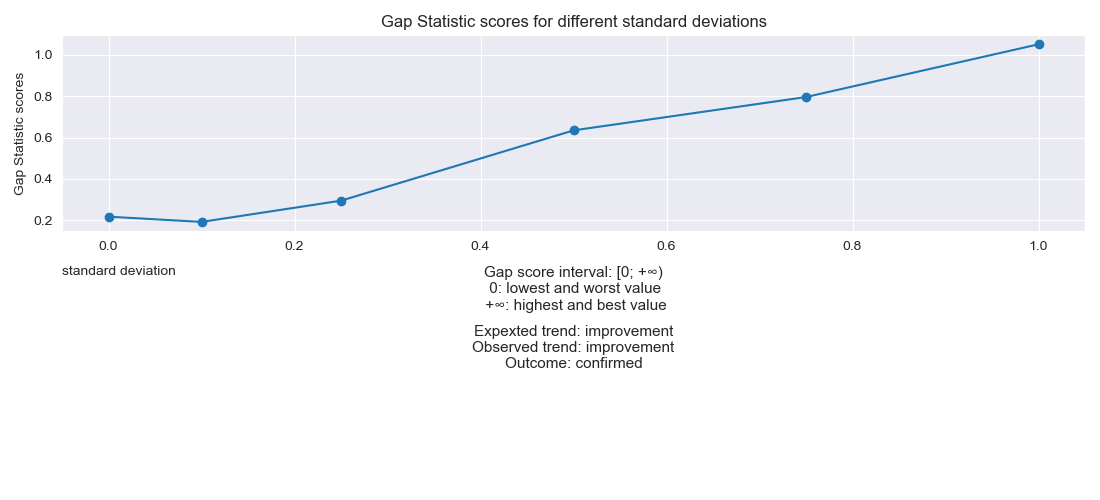 Gap Statistic scores for different standard deviations
Gap Statistic scores
1.0
0.8
0.6
0.4
0.2
0.0 0.2 0.4 0.6 0.8 1.0
standard deviation
Gap score interval: [0; +∞)
0: lowest and worst value
+∞: highest and best value
Expexted trend: improvement
Observed trend: improvement
Outcome: confirmed